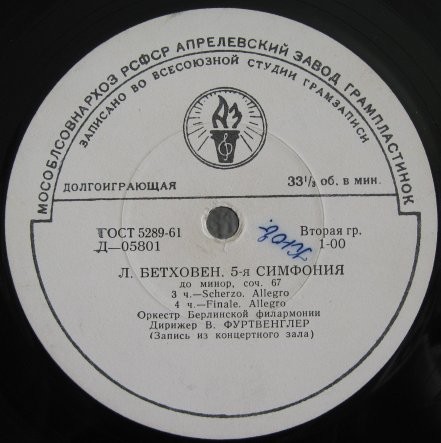 МОСОБЛСОВНАРХОЗ РСФСР АПРЕЛЕВСКИЙ ЗАВОД ГРАМПЛАСТИНОК
ЗАПИСАНО ВО ВСЕСОЮЗНОЙ СТУДИИ ГРАМЗАПИСИ
АЗ
ДОЛГОИГРАЮЩАЯ 33⅓ об. в мин.
ГОСТ 5289-61 Вторая гр.
Д—05801 1-00
Л. БЕТХОВЕН. 5-я СИМФОНИЯ
до минор, соч. 67
3 ч.—Scherzo. Allegro
4 ч.—Finale. Allegro
Оркестр Берлинской филармонии
Дирижер В. ФУРТВЕНГЛЕР
(Запись из концертного зала)